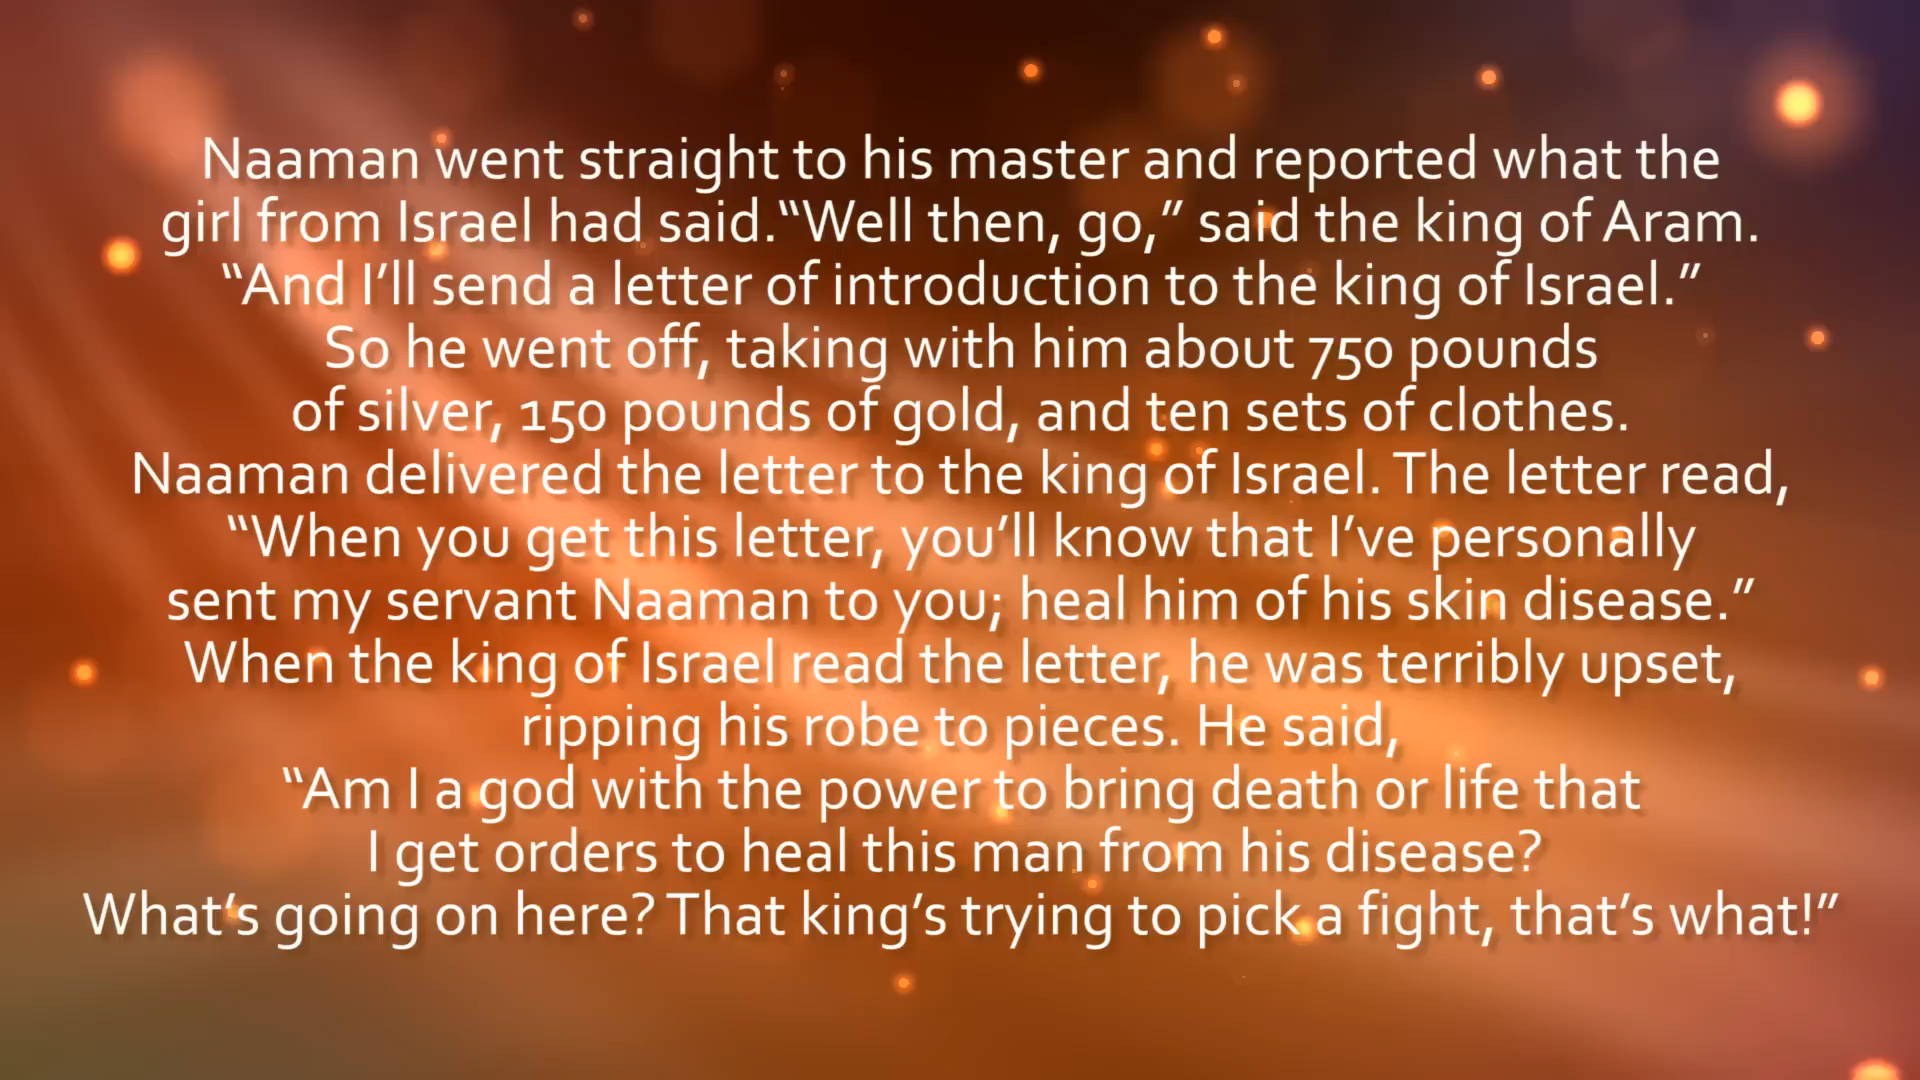 Naaman went straight to his master and reported what the
girl from Israel had said.“Well then, go,” said the king of Aram.
“And I’ll send a letter of introduction to the king of Israel.”
So he went off, taking with him about 750 pounds
of silver, 150 pounds of gold, and ten sets of clothes.
Naaman delivered the letter to the king of Israel. The letter read,
“When you get this letter, you’ll know that I’ve personally
sent my servant Naaman to you; heal him of his skin disease.”
When the king of Israel read the letter, he was terribly upset,
ripping his robe to pieces. He said,
“Am I a god with the power to bring death or life that
I get orders to heal this man from his disease?
What’s going on here? That king’s trying to pick a fight, that’s what!”